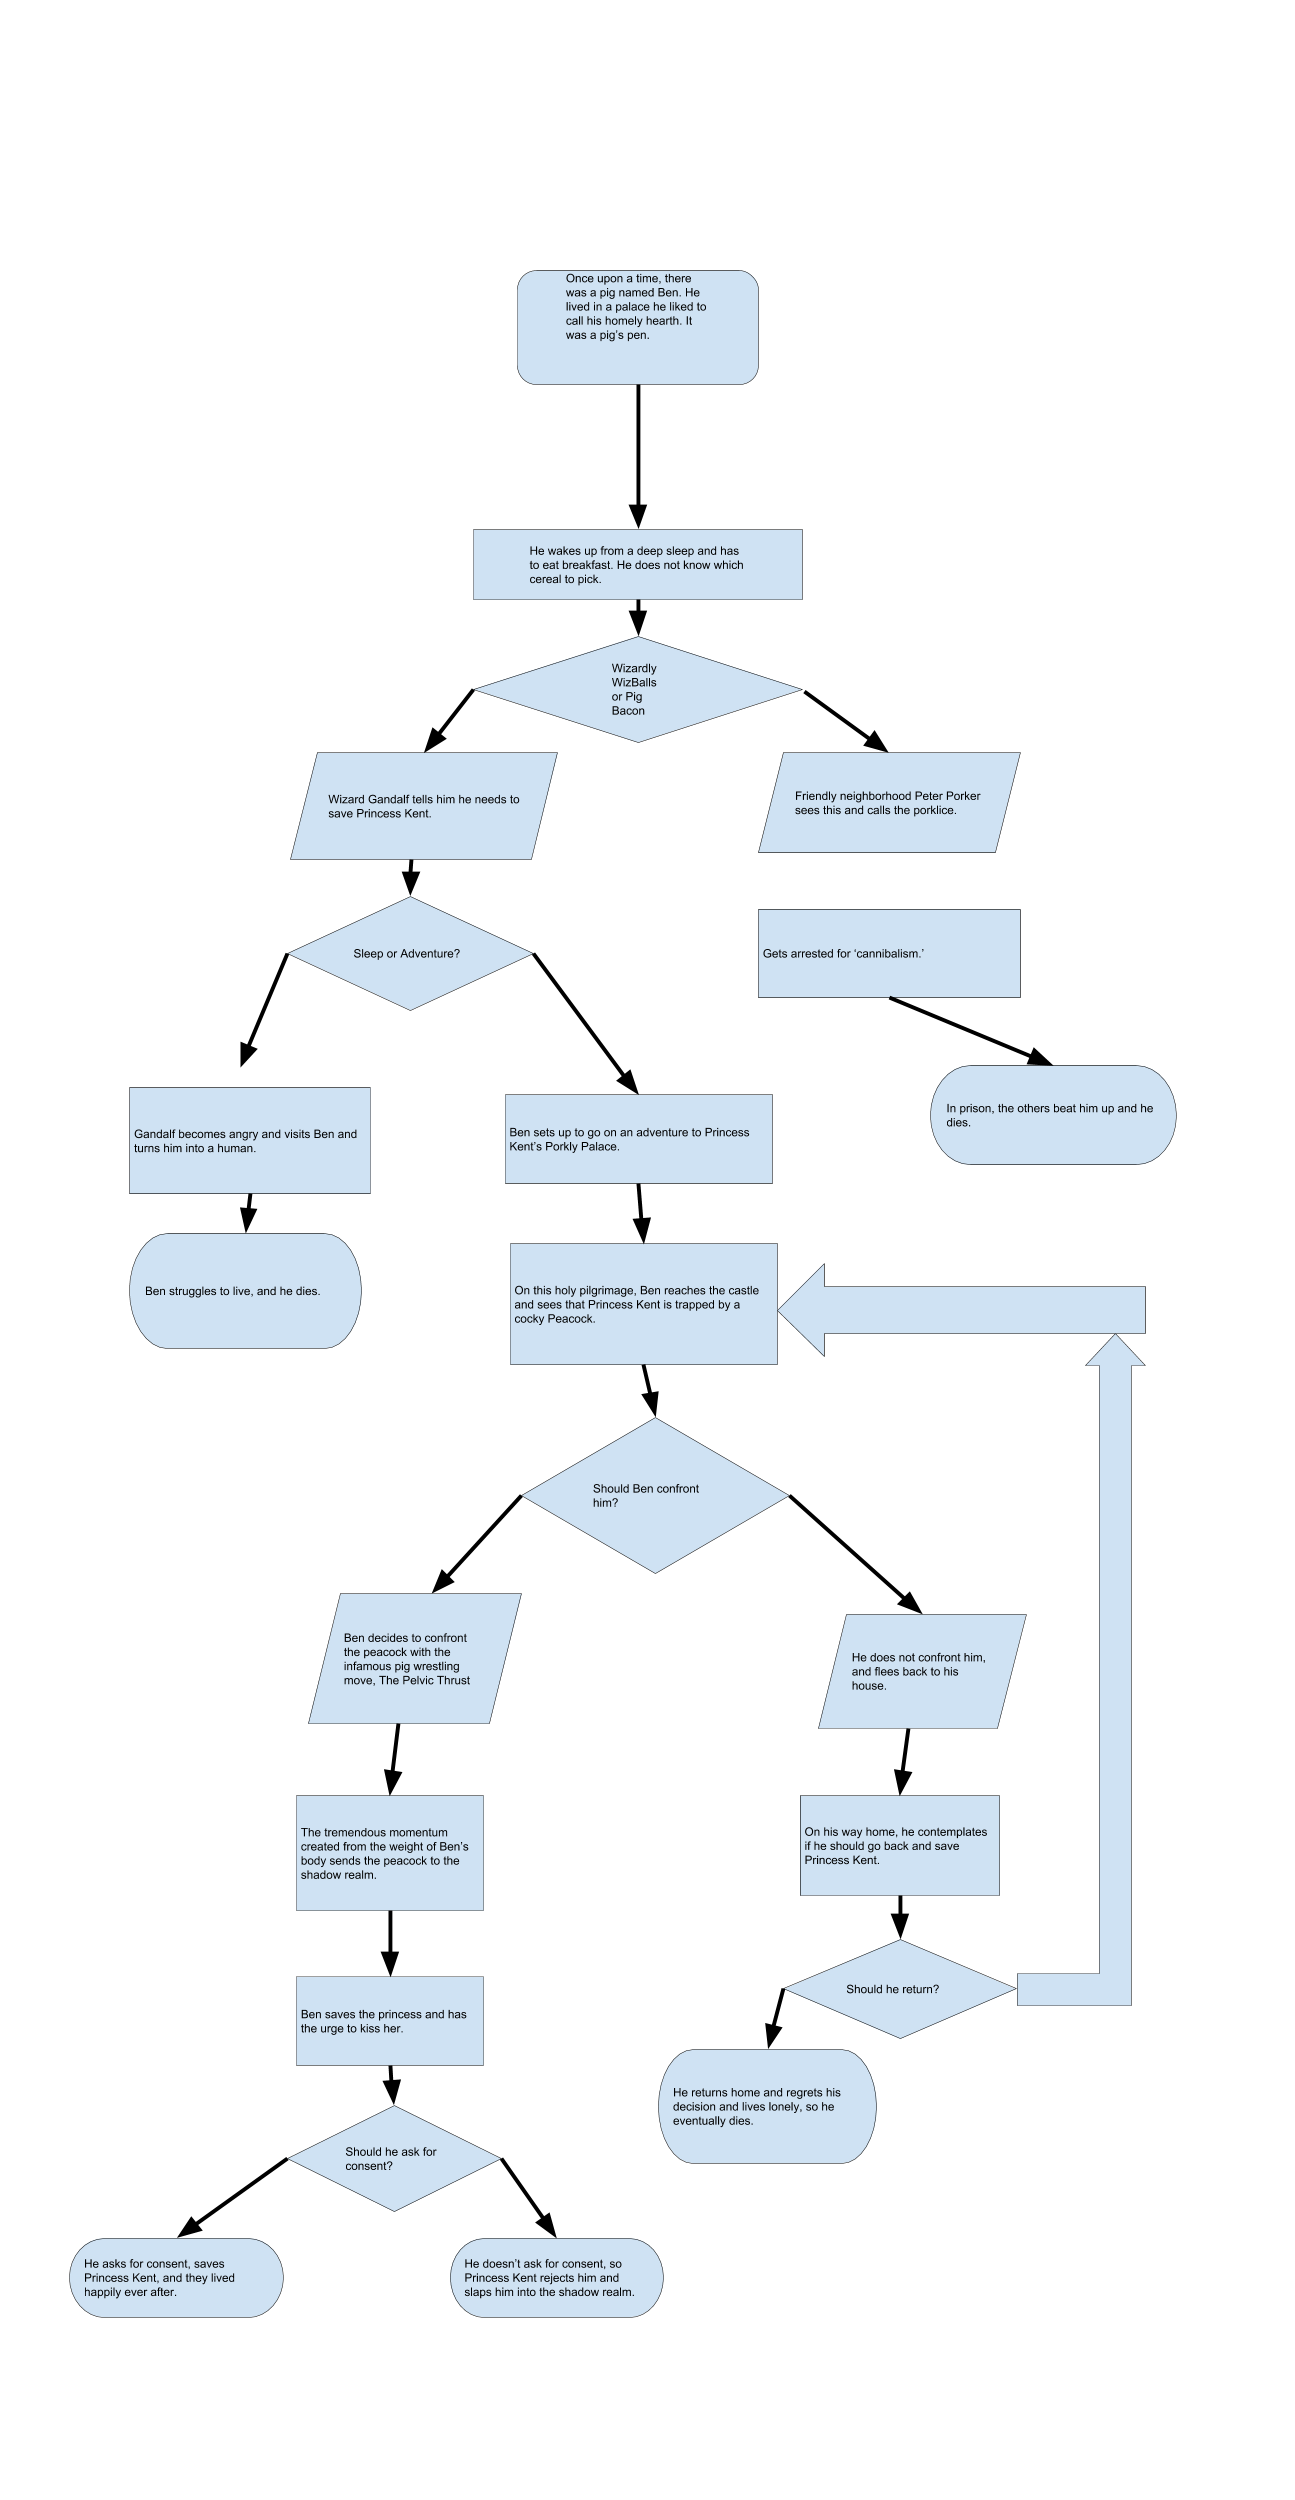 Once upon a time, there
was a pig named Ben. He
lived in a palace he liked to
call his homely hearth. It
was a pig’s pen.
He wakes up from a deep sleep and has
to eat breakfast. He does not know which
cereal to pick.
Wizardly
WizBalls
or Pig
Bacon
Wizard Gandalf tells him he needs to
save Princess Kent.
Friendly neighborhood Peter Porker
sees this and calls the porklice.
Sleep or Adventure?
Gets arrested for ‘cannibalism.’
Gandalf becomes angry and visits Ben and
turns him into a human.
Ben sets up to go on an adventure to Princess
Kent’s Porkly Palace.
In prison, the others beat him up and he
dies.
Ben struggles to live, and he dies.
On this holy pilgrimage, Ben reaches the castle
and sees that Princess Kent is trapped by a
cocky Peacock.
Should Ben confront
him?
Ben decides to confront
the peacock with the
infamous pig wrestling
move, The Pelvic Thrust
He does not confront him,
and flees back to his
house.
The tremendous momentum
created from the weight of Ben’s
body sends the peacock to the
shadow realm.
On his way home, he contemplates
if he should go back and save
Princess Kent.
Ben saves the princess and has
the urge to kiss her.
Should he return?
He returns home and regrets his
decision and lives lonely, so he
eventually dies.
Should he ask for
consent?
He asks for consent, saves
Princess Kent, and they lived
happily ever after.
He doesn’t ask for consent, so
Princess Kent rejects him and
slaps him into the shadow realm.